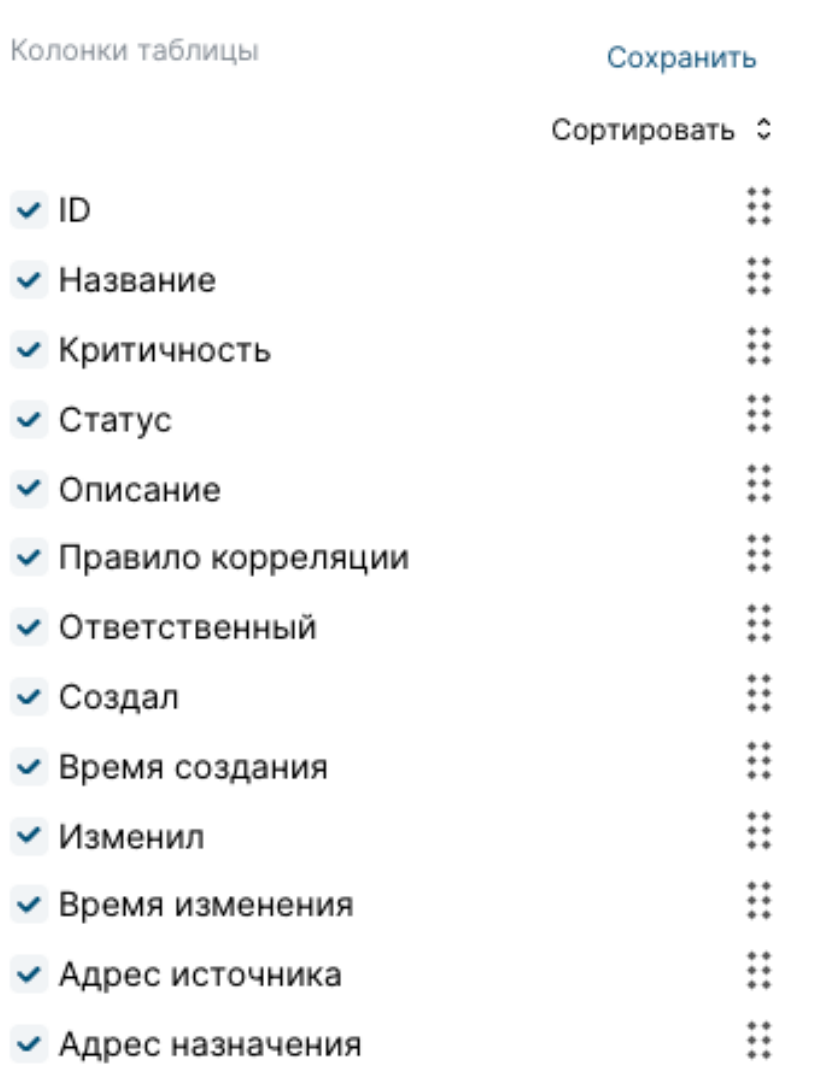 Колонки таблицы
Сохранить
Сортировать
ID
Название
Критичность
Статус
Описание
Правило корреляции
Ответственный
Создал
Время создания
Изменил
Время изменения
Адрес источника
Адрес назначения